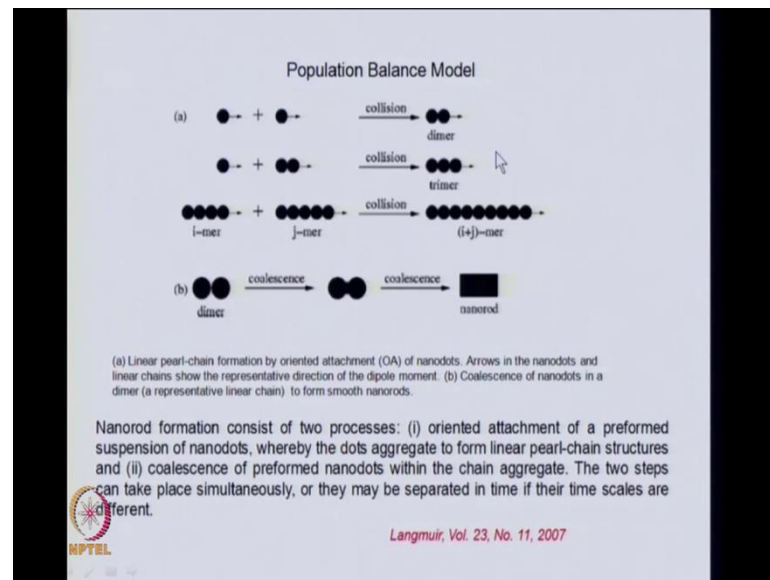 Population Balance Model
(a) + collision
dimer
+ collision
trimer
+ collision
i-mer j-mer (i+j)-mer
(b) coalescence coalescence
dimer nanorod
(a) Linear pearl-chain formation by oriented attachment (OA) of nanodots. Arrows in the nanodots and
linear chains show the representative direction of the dipole moment. (b) Coalescence of nanodots in a
dimer (a representative linear chain) to form smooth nanorods.
Nanorod formation consist of two processes: (i) oriented attachment of a preformed
suspension of nanodots, whereby the dots aggregate to form linear pearl-chain structures
and (ii) coalescence of preformed nanodots within the chain aggregate. The two steps
can take place simultaneously, or they may be separated in time if their time scales are
different.
Langmuir, Vol. 23, No. 11, 2007
NPTEL